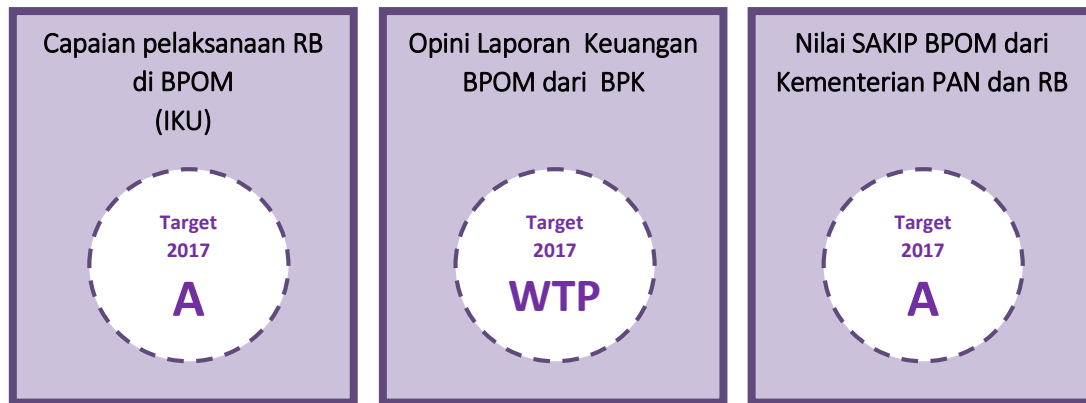 Capaian pelaksanaan RB
di BPOM
(IKU)
Target
2017
A
Opini Laporan Keuangan
BPOM dari BPK
Target
2017
WTP
Nilai SAKIP BPOM dari
Kementerian PAN dan RB
Target
2017
A